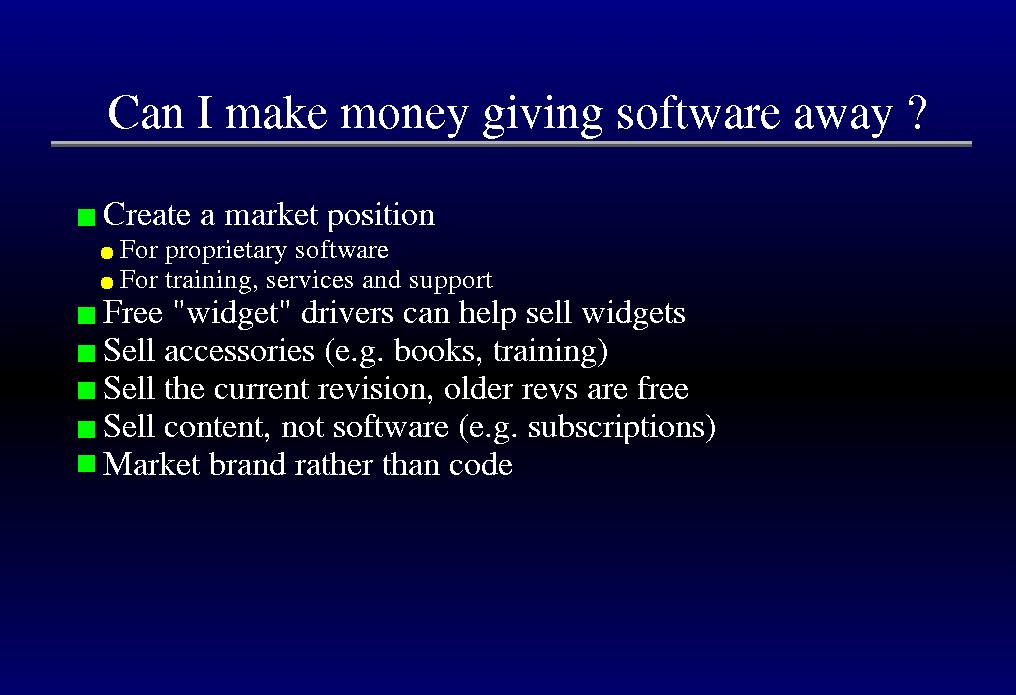 Can I make money giving software away ?
Create a market position
For proprietary software
For training, services and support
Free "widget" drivers can help sell widgets
Sell accessories (e.g. books, training)
Sell the current revision, older revs are free
Sell content, not software (e.g. subscriptions)
Market brand rather than code